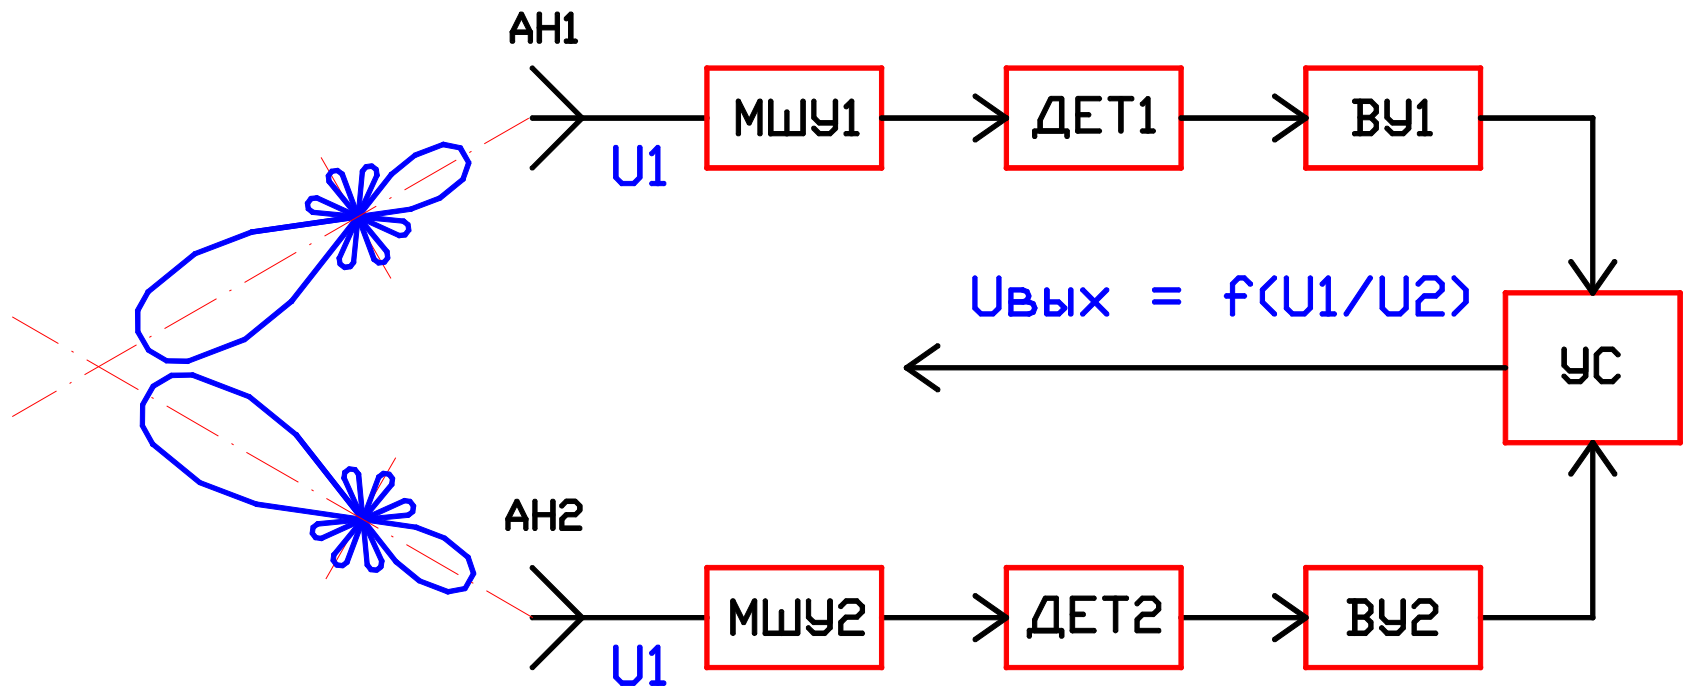 АН1
МШУ1
ДЕТ1
ВУ1
U1
Uвых = f(U1/U2)
УС
АН2
МШУ2
ДЕТ2
ВУ2
U1